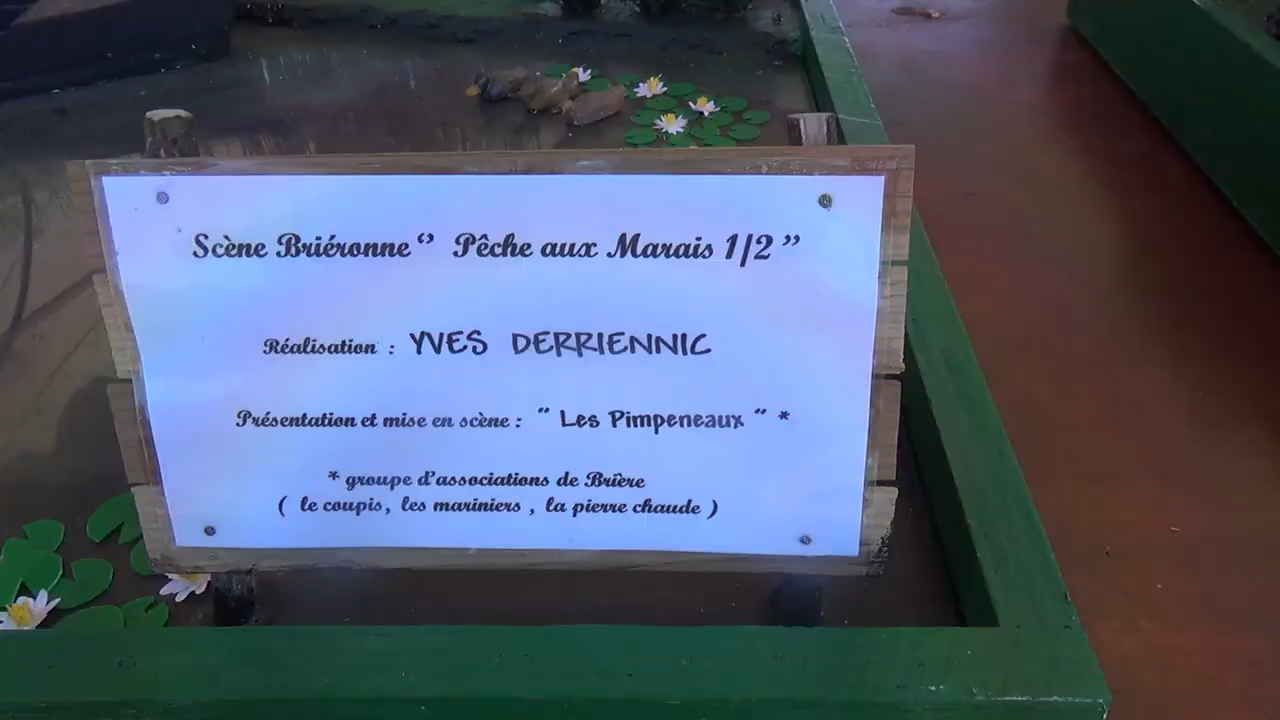 Scène Briéronne “ Pêche aux Marais 1/2 ”
Réalisation : YVES DERRIENNIC
Présentation et mise en scène : “ Les Pimpeneaux “ *
* groupe d’associations de Brière
( le coupis, les mariniers , la pierre chaude )